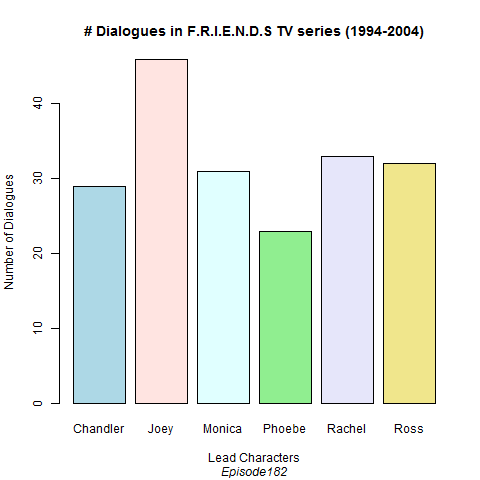 # Dialogues in F.R.I.E.N.D.S TV series (1994-2004)
Number of Dialogues
40
30
20
10
0
Chandler Joey Monica Phoebe Rachel Ross
Lead Characters
Episode182